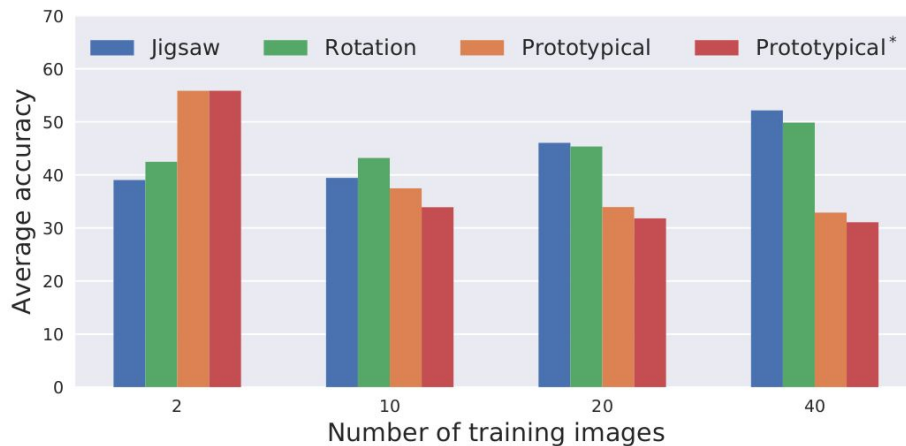 70
60
50
40
30
20
10
0
Average accuracy
Jigsaw Rotation Prototypical Prototypical*
2 10 20 40
Number of training images